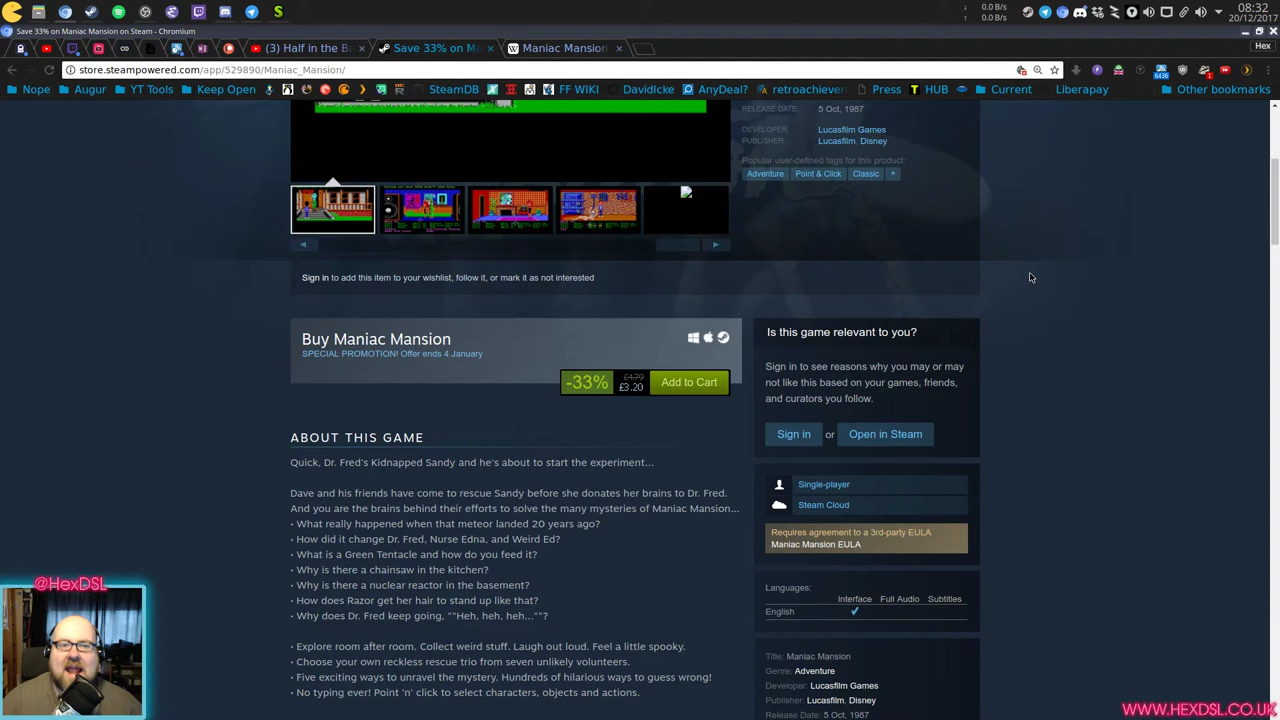 0.0 B/s
0.0 B/s
08:32
20/12/2017
Save 33% on Maniac Mansion on Steam - Chromium
Hex
(3) Half in the Ba
Save 33% on Ma
Maniac Mansion
store.steampowered.com/app/529890/Maniac_Mansion/
6436
1
Nope
Augur
YT Tools
Keep Open
SteamDB
FF WIKI
DavidIcke
AnyDeal?
retroachiever
Press
HUB
Current
Liberapay
Other bookmarks
RELEASE DATE: 5 Oct, 1987
DEVELOPER: Lucasfilm Games
PUBLISHER: Lucasfilm, Disney
Popular user-defined tags for this product:
Adventure Point & Click Classic +
Sign in to add this item to your wishlist, follow it, or mark it as not interested
Buy Maniac Mansion
SPECIAL PROMOTION! Offer ends 4 January
-33% £4.79 £3.20 Add to Cart
Is this game relevant to you?
Sign in to see reasons why you may or
may not like this based on your games, friends,
and curators you follow.
Sign in or Open in Steam
ABOUT THIS GAME
Quick, Dr. Fred's Kidnapped Sandy and he's about to start the experiment…
Dave and his friends have come to rescue Sandy before she donates her brains to Dr. Fred.
And you are the brains behind their efforts to solve the many mysteries of Maniac Mansion…
• What really happened when that meteor landed 20 years ago?
• How did it change Dr. Fred, Nurse Edna, and Weird Ed?
• What is a Green Tentacle and how do you feed it?
• Why is there a chainsaw in the kitchen?
• Why is there a nuclear reactor in the basement?
• How does Razor get her hair to stand up like that?
• Why does Dr. Fred keep going, ""Heh, heh, heh…""?
• Explore room after room. Collect weird stuff. Laugh out loud. Feel a little spooky.
• Choose your own reckless rescue trio from seven unlikely volunteers.
• Five exciting ways to unravel the mystery. Hundreds of hilarious ways to guess wrong!
• No typing ever! Point 'n' click to select characters, objects and actions.
Single-player
Steam Cloud
Requires agreement to a 3rd-party EULA
Maniac Mansion EULA
Languages:
Interface Full Audio Subtitles
English ✔
Title: Maniac Mansion
Genre: Adventure
Developer: Lucasfilm Games
Publisher: Lucasfilm, Disney
Release Date: 5 Oct, 1987
@HexDSL
WWW.HEXDSL.CO.UK